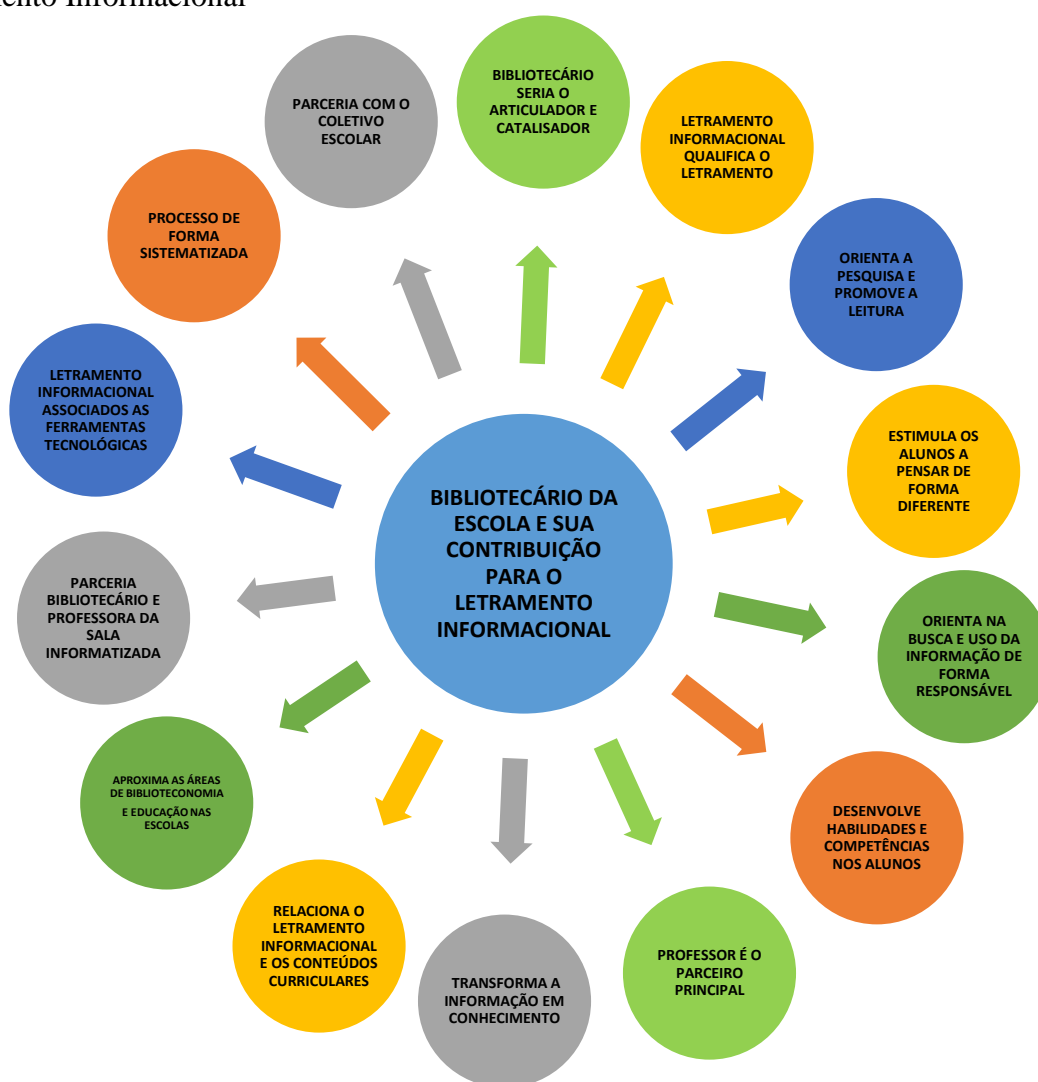 ento Informacional
BIBLIOTECÁRIO
SERIA O
ARTICULADOR E
CATALISADOR
LETRAMENTO
INFORMACIONAL
QUALIFICA O
LETRAMENTO
ORIENTA A
PESQUISA E
PROMOVE A
LEITURA
ESTIMULA OS
ALUNOS A
PENSAR DE
FORMA
DIFERENTE
ORIENTA NA
BUSCA E USO DA
INFORMAÇÃO DE
FORMA
RESPONSÁVEL
DESENVOLVE
HABILIDADES E
COMPETÊNCIAS
NOS ALUNOS
PROFESSOR É O
PARCEIRO
PRINCIPAL
TRANSFORMA A
INFORMAÇÃO EM
CONHECIMENTO
RELACIONA O
LETRAMENTO
INFORMACIONAL
E OS CONTEÚDOS
CURRICULARES
APROXIMA AS ÁREAS
DE BIBLIOTECONOMIA
E EDUCAÇÃO NAS
ESCOLAS
PARCERIA
BIBLIOTECÁRIO E
PROFESSORA DA
SALA
INFORMATIZADA
LETRAMENTO
INFORMACIONAL
ASSOCIADOS AS
FERRAMENTAS
TECNOLÓGICAS
PROCESSO DE
FORMA
SISTEMATIZADA
PARCERIA COM O
COLETIVO
ESCOLAR
BIBLIOTECÁRIO DA
ESCOLA E SUA
CONTRIBUIÇÃO
PARA O
LETRAMENTO
INFORMACIONAL